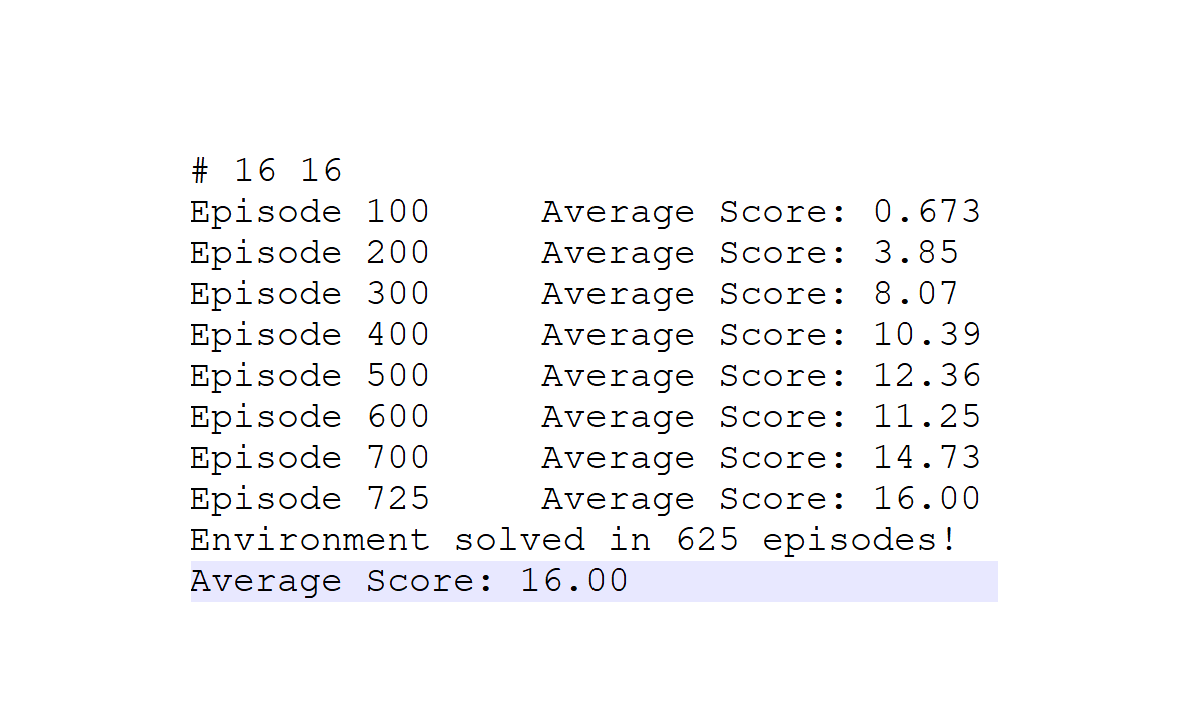 # 16 16
Episode 100     Average Score: 0.673
Episode 200     Average Score: 3.85
Episode 300     Average Score: 8.07
Episode 400     Average Score: 10.39
Episode 500     Average Score: 12.36
Episode 600     Average Score: 11.25
Episode 700     Average Score: 14.73
Episode 725     Average Score: 16.00
Environment solved in 625 episodes!
Average Score: 16.00